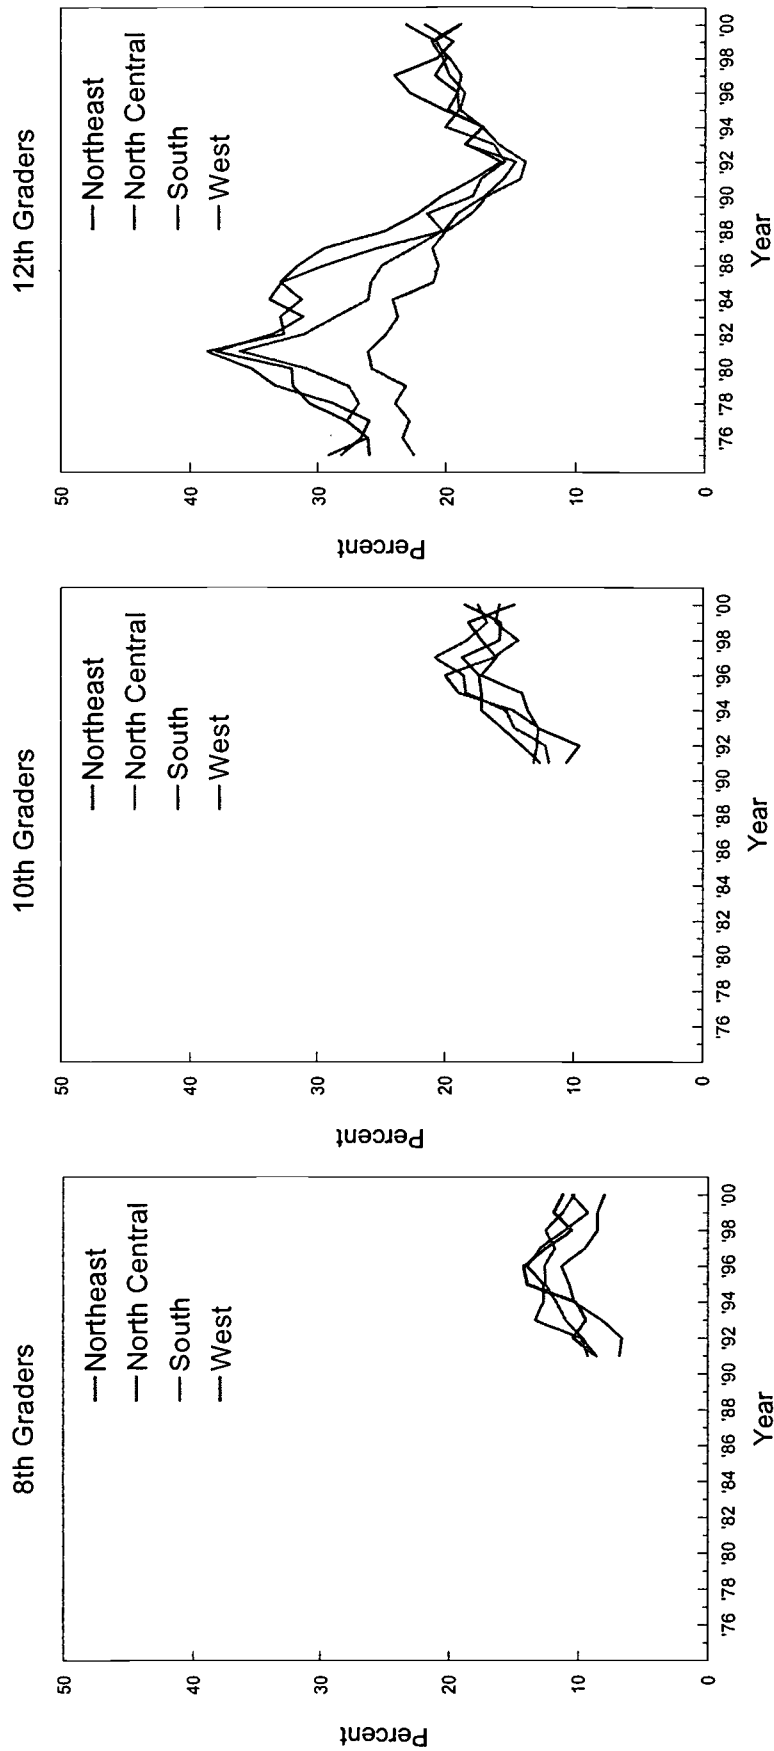 8th Graders
Northeast
North Central
South
West
Percent
50
40
30
20
10
0
'76 '78 '80 '82 '84 '86 '88 '90 '92 '94 '96 '98 '00
Year
10th Graders
Northeast
North Central
South
West
Percent
50
40
30
20
10
0
'76 '78 '80 '82 '84 '86 '88 '90 '92 '94 '96 '98 '00
Year
12th Graders
Northeast
North Central
South
West
Percent
50
40
30
20
10
0
'76 '78 '80 '82 '84 '86 '88 '90 '92 '94 '96 '98 '00
Year